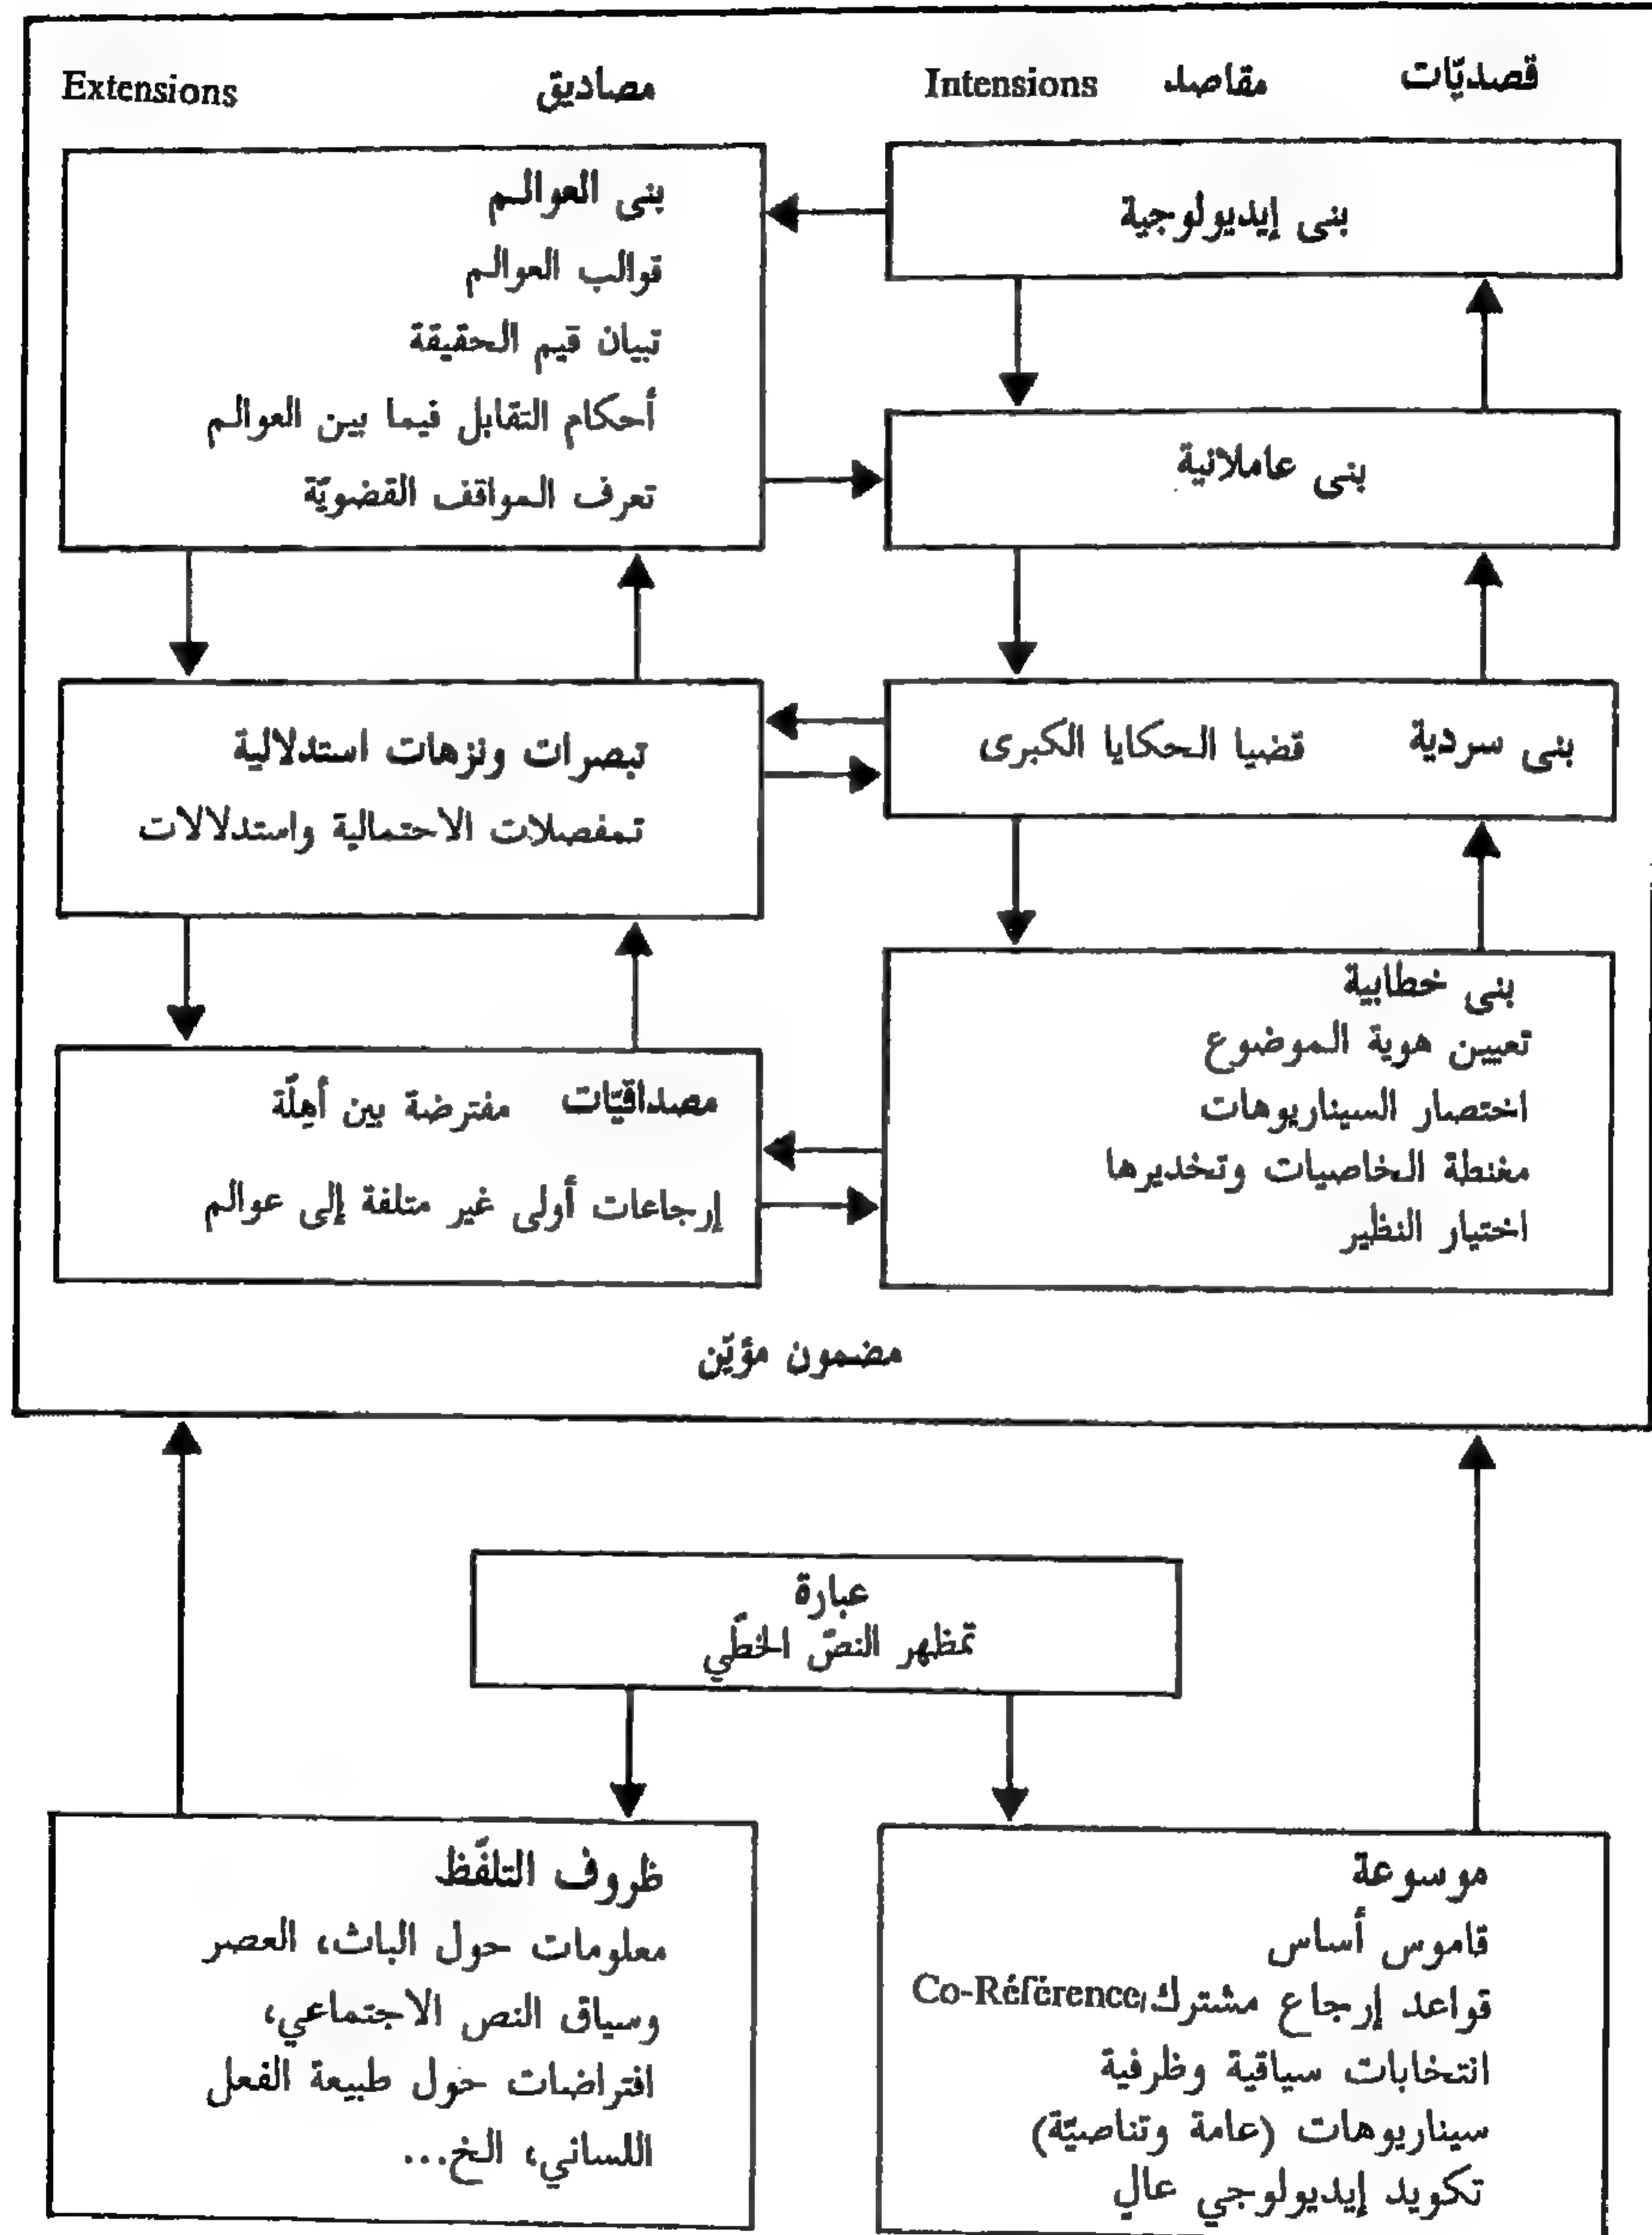 قصديّات مقاصد Intensions
مصاديق Extensions
بنى إيديولوجية
بنى العوالم
قوالب العوالم
تبيان قيم الحقيقة
أحكام التقابل فيما بين العوالم
تعرف المواقف القضويّة
بنى عاملانية
بنى سردية قضيا الحكايا الكبرى
تبصرات ونزهات استدلالية
تمفصلات الاحتمالية واستدلالات
بنى خطابية
تعيين هوية الموضوع
اختصار السيناريوهات
مغنطة الخاصيات وتخديرها
اختيار النظير
مصداقيّات مفترضة بين أهلّة
إرجاعات أولى غير متلفة إلى عوالم
مضمون مؤيّن
عبارة
تمظهر النصّ الخطّي
موسوعة
قاموس أساس
قواعد إرجاع مشترك، Co-Référence
انتخابات سياقية وظرفية
سيناريوهات (عامة وتناصيّة)
تكويد إيديولوجي عالٍ
ظروف التلفّظ
معلومات حول الباث، العصر
وسياق النص الاجتماعي،
افتراضات حول طبيعة الفعل
اللساني، الخ...